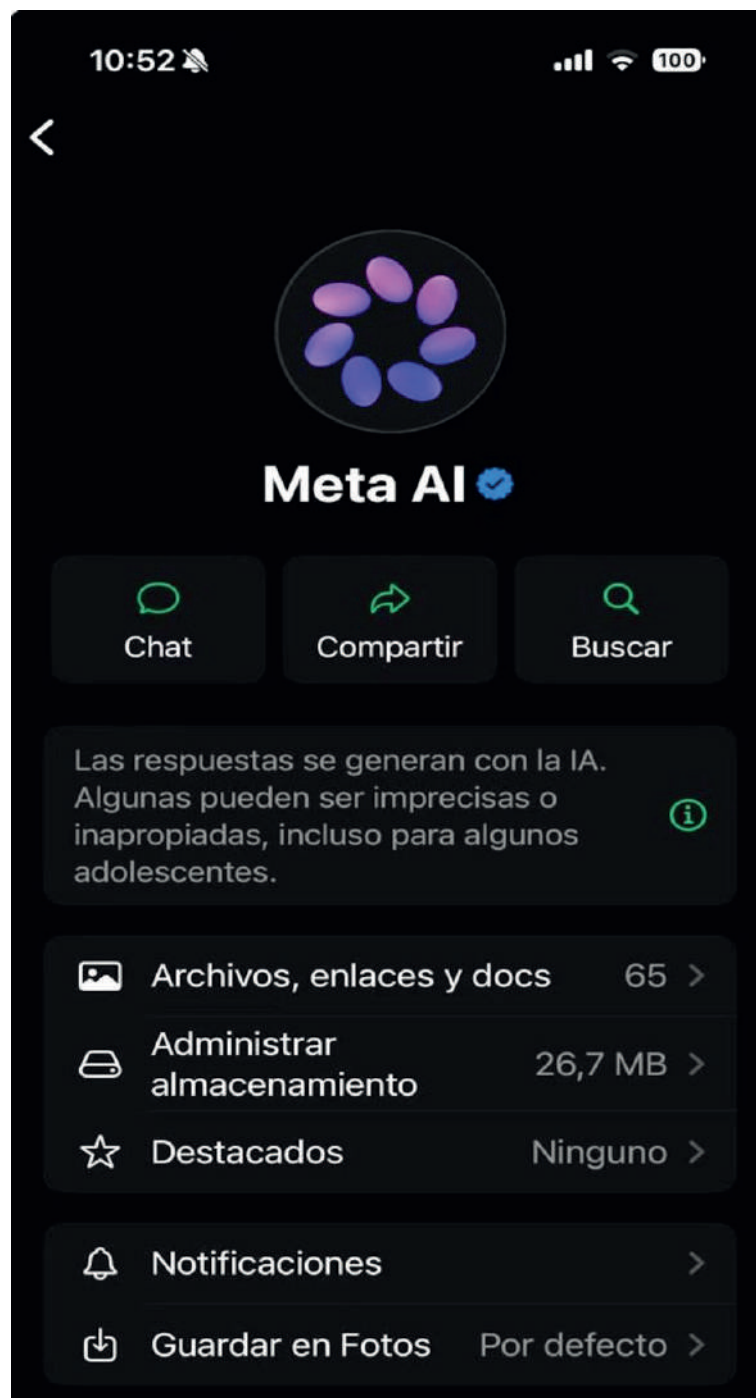 10:52
100
Meta AI
Chat
Compartir
Buscar
Las respuestas se generan con la IA.
Algunas pueden ser imprecisas o
inapropiadas, incluso para algunos
adolescentes.
Archivos, enlaces y docs 65
Administrar
almacenamiento 26,7 MB
Destacados Ninguno
Notificaciones
Guardar en Fotos Por defecto